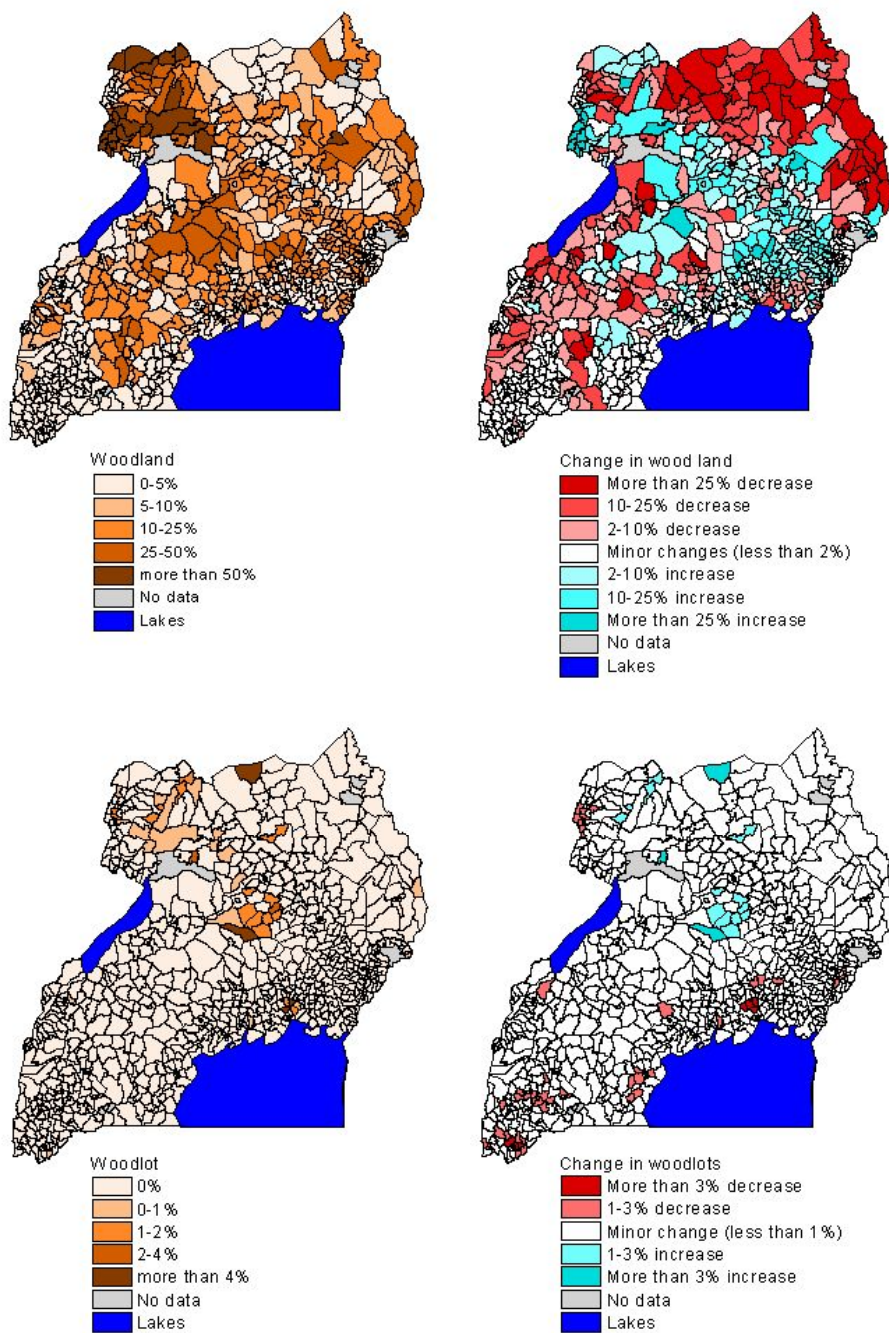 Woodland
0-5%
5-10%
10-25%
25-50%
more than 50%
No data
Lakes
Change in wood land
More than 25% decrease
10-25% decrease
2-10% decrease
Minor changes (less than 2%)
2-10% increase
10-25% increase
More than 25% increase
No data
Lakes
Woodlot
0%
0-1%
1-2%
2-4%
more than 4%
No data
Lakes
Change in woodlots
More than 3% decrease
1-3% decrease
Minor change (less than 1%)
1-3% increase
More than 3% increase
No data
Lakes